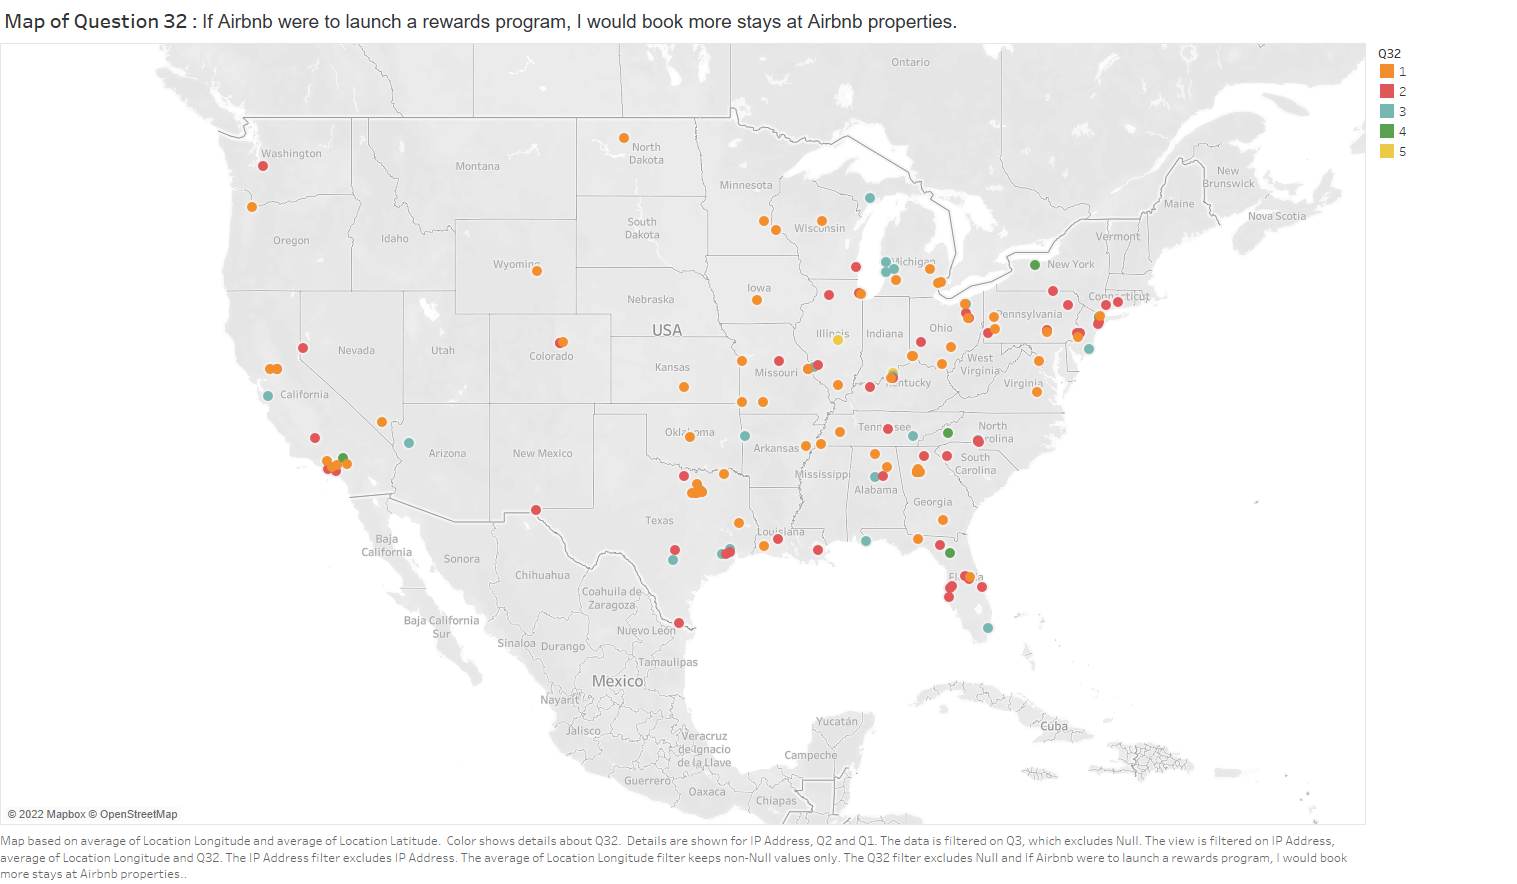 Map of Question 32 : If Airbnb were to launch a rewards program, I would book more stays at Airbnb properties.
Q32
1
2
3
4
5
Ontario
Washington
Montana
North
Dakota
Minnesota
New
Brunswick
Maine
Nova Scotia
Oregon
Idaho
South
Dakota
Wisconsin
Vermont
Wyoming
Michigan
New York
Iowa
Nebraska
Connecticut
USA
Pennsylvania
Nevada
Utah
Colorado
Illinois
Indiana
Ohio
Kansas
Missouri
West
Virginia
California
Kentucky
Virginia
Oklahoma
Tennessee
North
Arizona
New Mexico
Arkansas
South
Carolina
Mississippi
Alabama
Georgia
Texas
Louisiana
Baja
California
Sonora
Chihuahua
Florida
Coahuila de
Zaragoza
Baja California
Sur
Nuevo León
Sinaloa
Durango
Tamaulipas
Mexico
Nayarit
Yucatán
Cuba
Jalisco
Veracruz
de Ignacio
de la Llave
Campeche
Guerrero
Oaxaca
Chiapas
© 2022 Mapbox © OpenStreetMap
Map based on average of Location Longitude and average of Location Latitude.  Color shows details about Q32.  Details are shown for IP Address, Q2 and Q1. The data is filtered on Q3, which excludes Null. The view is filtered on IP Address,
average of Location Longitude and Q32. The IP Address filter excludes IP Address. The average of Location Longitude filter keeps non-Null values only. The Q32 filter excludes Null and If Airbnb were to launch a rewards program, I would book
more stays at Airbnb properties..